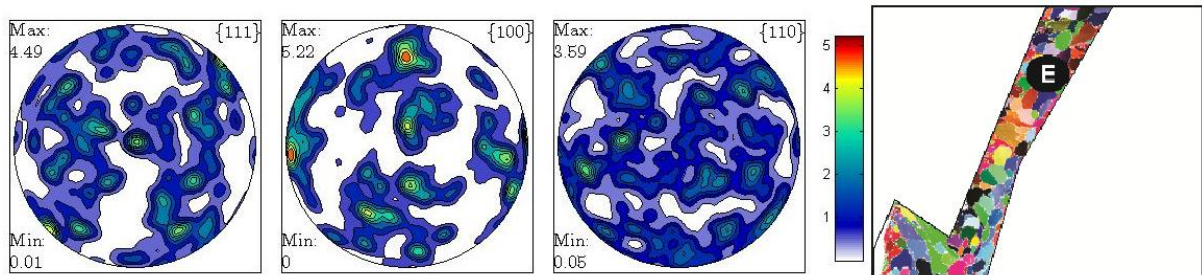 Max:
4.49
{111}
Min:
0.01
Max:
5.22
{100}
Min:
0
Max:
3.59
{110}
Min:
0.05
5
4
3
2
1
E